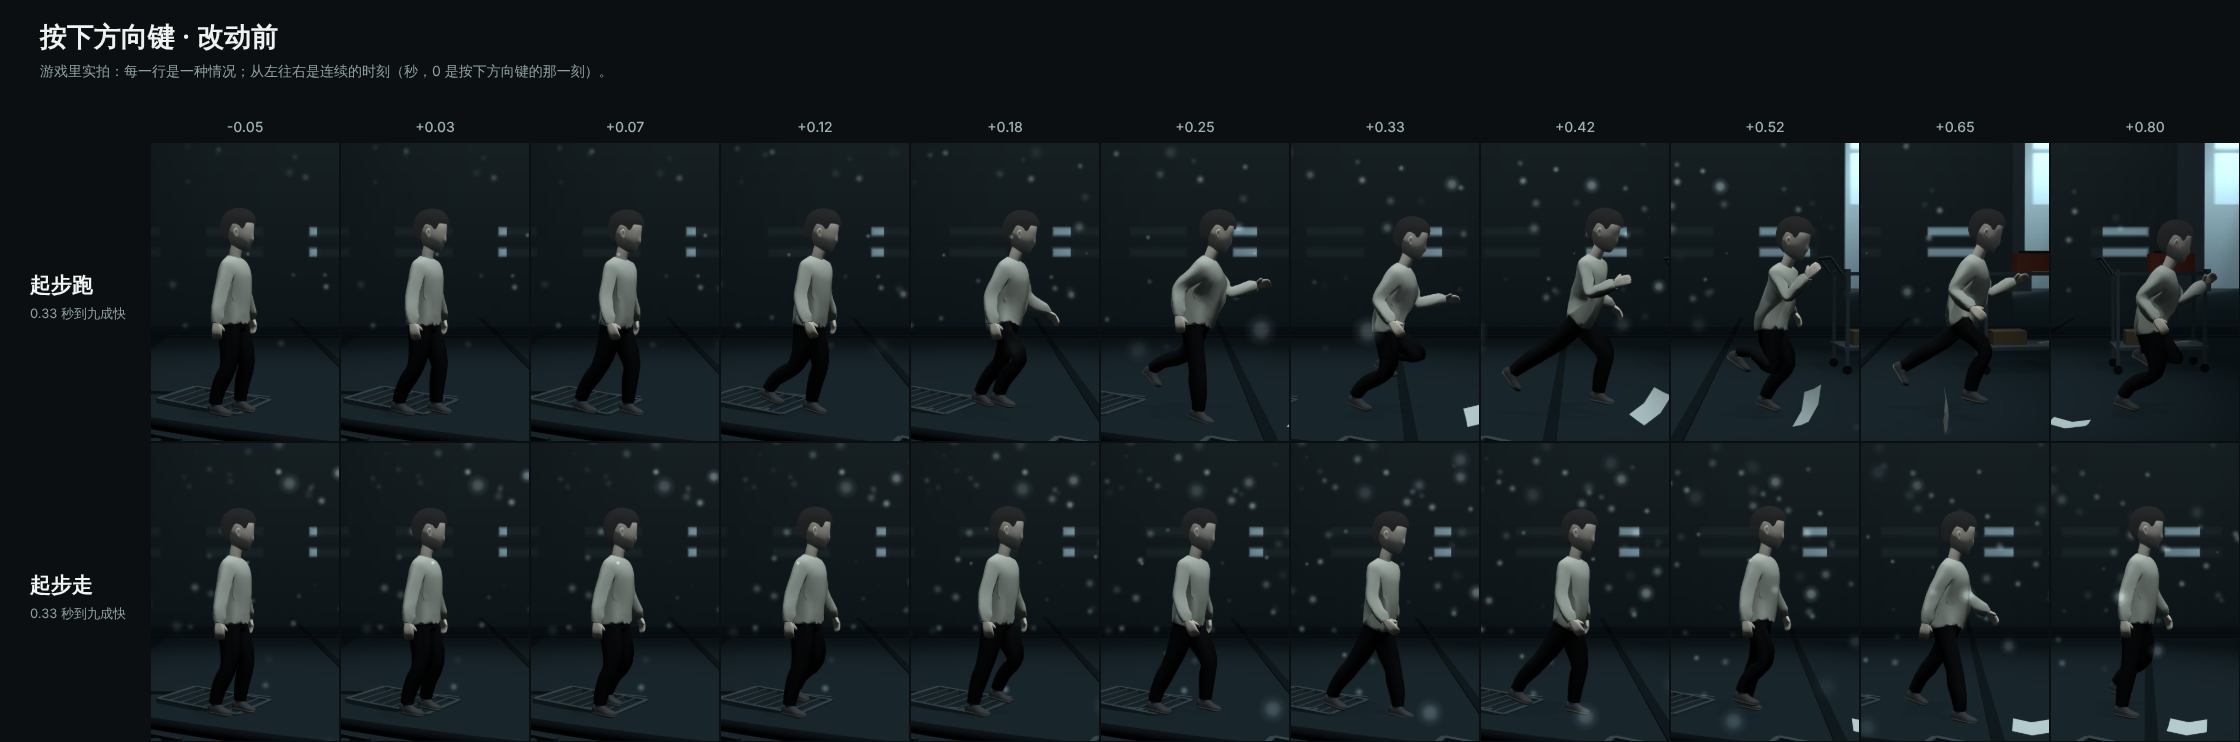 按下方向键 · 改动前
游戏里实拍：每一行是一种情况；从左往右是连续的时刻（秒，0 是按下方向键的那一刻）。
-0.05 +0.03 +0.07 +0.12 +0.18 +0.25 +0.33 +0.42 +0.52 +0.65 +0.80
起步跑
0.33 秒到九成快
起步走
0.33 秒到九成快